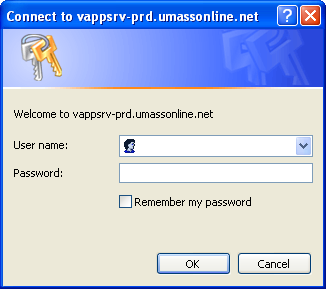 Connect to vappsrv-prd.umassonline.net
Welcome to vappsrv-prd.umassonline.net
User name:
Password:
Remember my password
OK Cancel